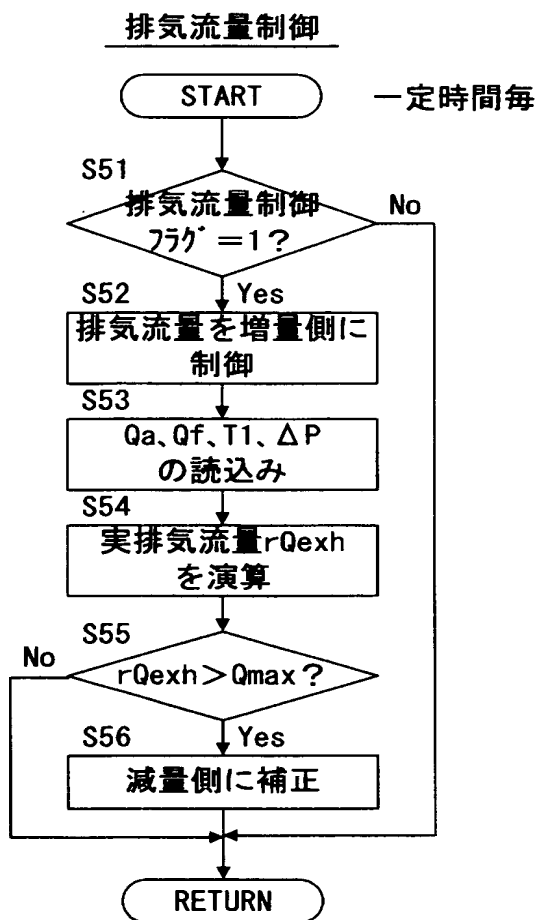 排気流量制御
START
一定時間毎
S51
排気流量制御
ﾌﾗｸﾞ＝1？
No
S52
Yes
排気流量を増量側に
制御
S53
Qa、Qf、T1、ΔP
の読込み
S54
実排気流量rQexh
を演算
S55
No
rQexh＞Qmax？
S56
Yes
減量側に補正
RETURN